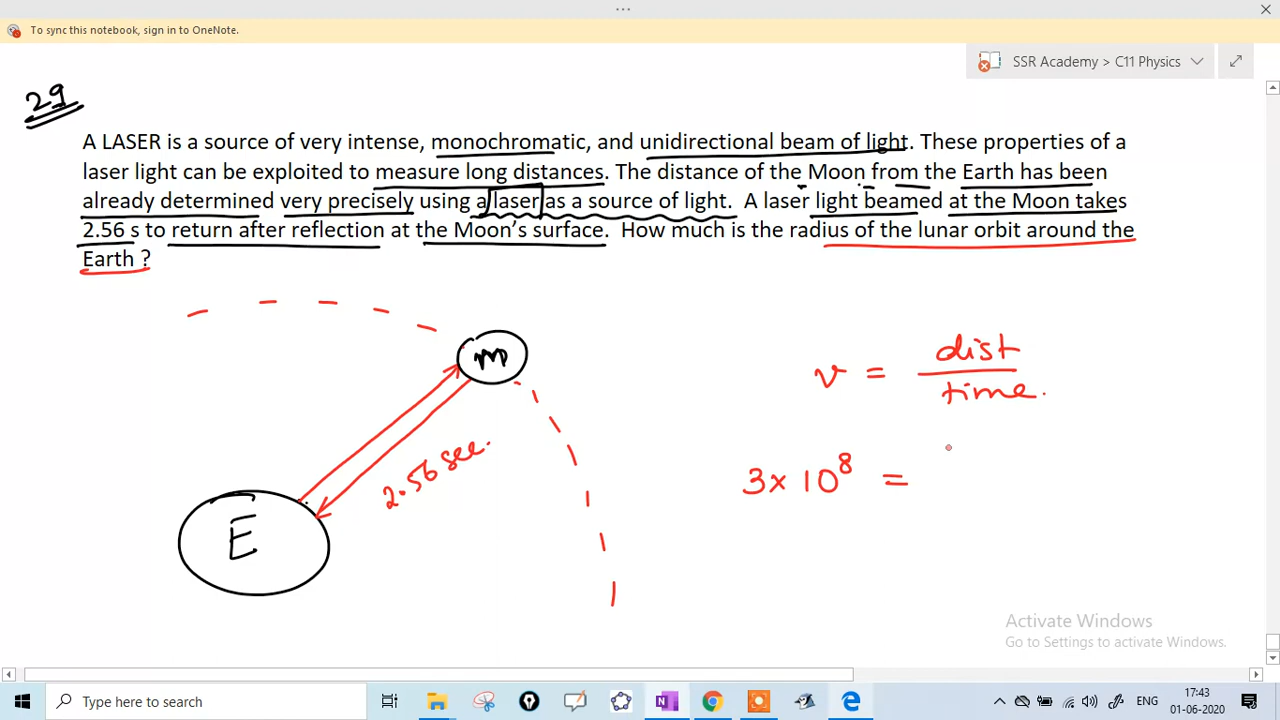 To sync this notebook, sign in to OneNote.
SSR Academy > C11 Physics
29
A LASER is a source of very intense, monochromatic, and unidirectional beam of light. These properties of a
laser light can be exploited to measure long distances. The distance of the Moon from the Earth has been
already determined very precisely using a laser as a source of light. A laser light beamed at the Moon takes
2.56 s to return after reflection at the Moon's surface. How much is the radius of the lunar orbit around the
Earth ?
m
v = dist
time.
2.56 sec.
3 × 10⁸ =
E
Activate Windows
Go to Settings to activate Windows.
Type here to search
ENG
17:43
01-06-2020